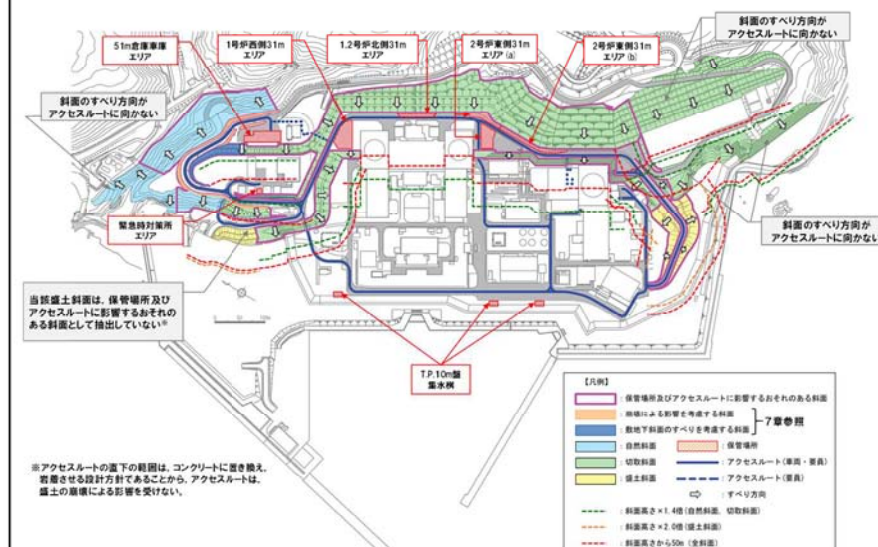 51m倉庫車庫
エリア
1号炉西側31m
エリア
1,2号炉北側31m
エリア
2号炉東側31m
エリア(a)
2号炉東側31m
エリア(b)
斜面のすべり方向が
アクセスルートに向かない
斜面のすべり方向が
アクセスルートに向かない
緊急時対策所
エリア
斜面のすべり方向が
アクセスルートに向かない
当該盛土斜面は、保管場所及び
アクセスルートに影響するおそれの
ある斜面として抽出していない※
T.P.10m盤
集水桝
※アクセスルートの直下の範囲は、コンクリートに置き換え、
岩着させる設計方針であることから、アクセスルートは、
盛土の崩壊による影響を受けない。
【凡例】
：保管場所及びアクセスルートに影響するおそれのある斜面
：崩壊による影響を考慮する斜面
：敷地下斜面のすべりを考慮する斜面
7章参照
：自然斜面
：保管場所
：切取斜面
：アクセスルート(車両・要員)
：盛土斜面
：アクセスルート(要員)
：すべり方向
：斜面高さ×1.4倍(自然斜面、切取斜面)
：斜面高さ×2.0倍(盛土斜面)
：斜面高さから50m(全斜面)